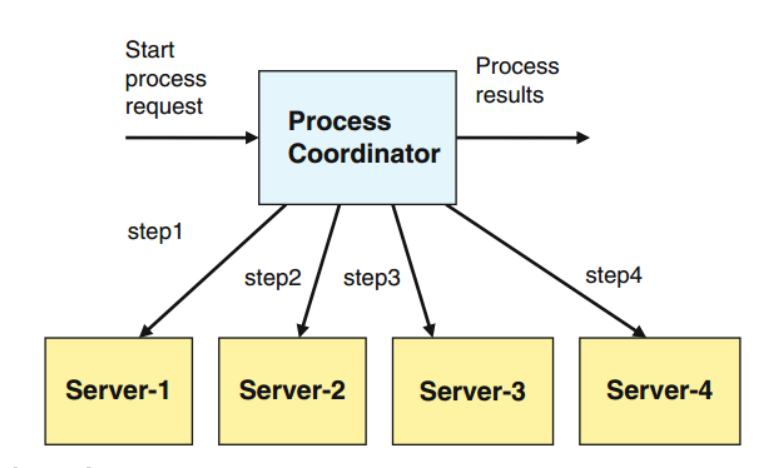 Start
process
request
Process
results
Process
Coordinator
step1
step2
step3
step4
Server-1
Server-2
Server-3
Server-4